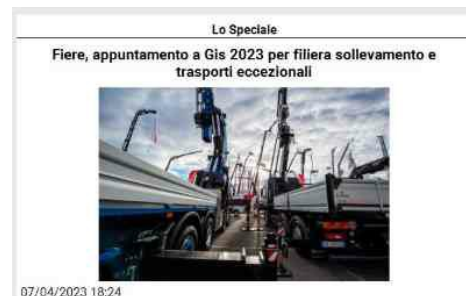 Lo Speciale
Fiere, appuntamento a Gis 2023 per filiera sollevamento e
trasporti eccezionali
07/04/2023 18:24